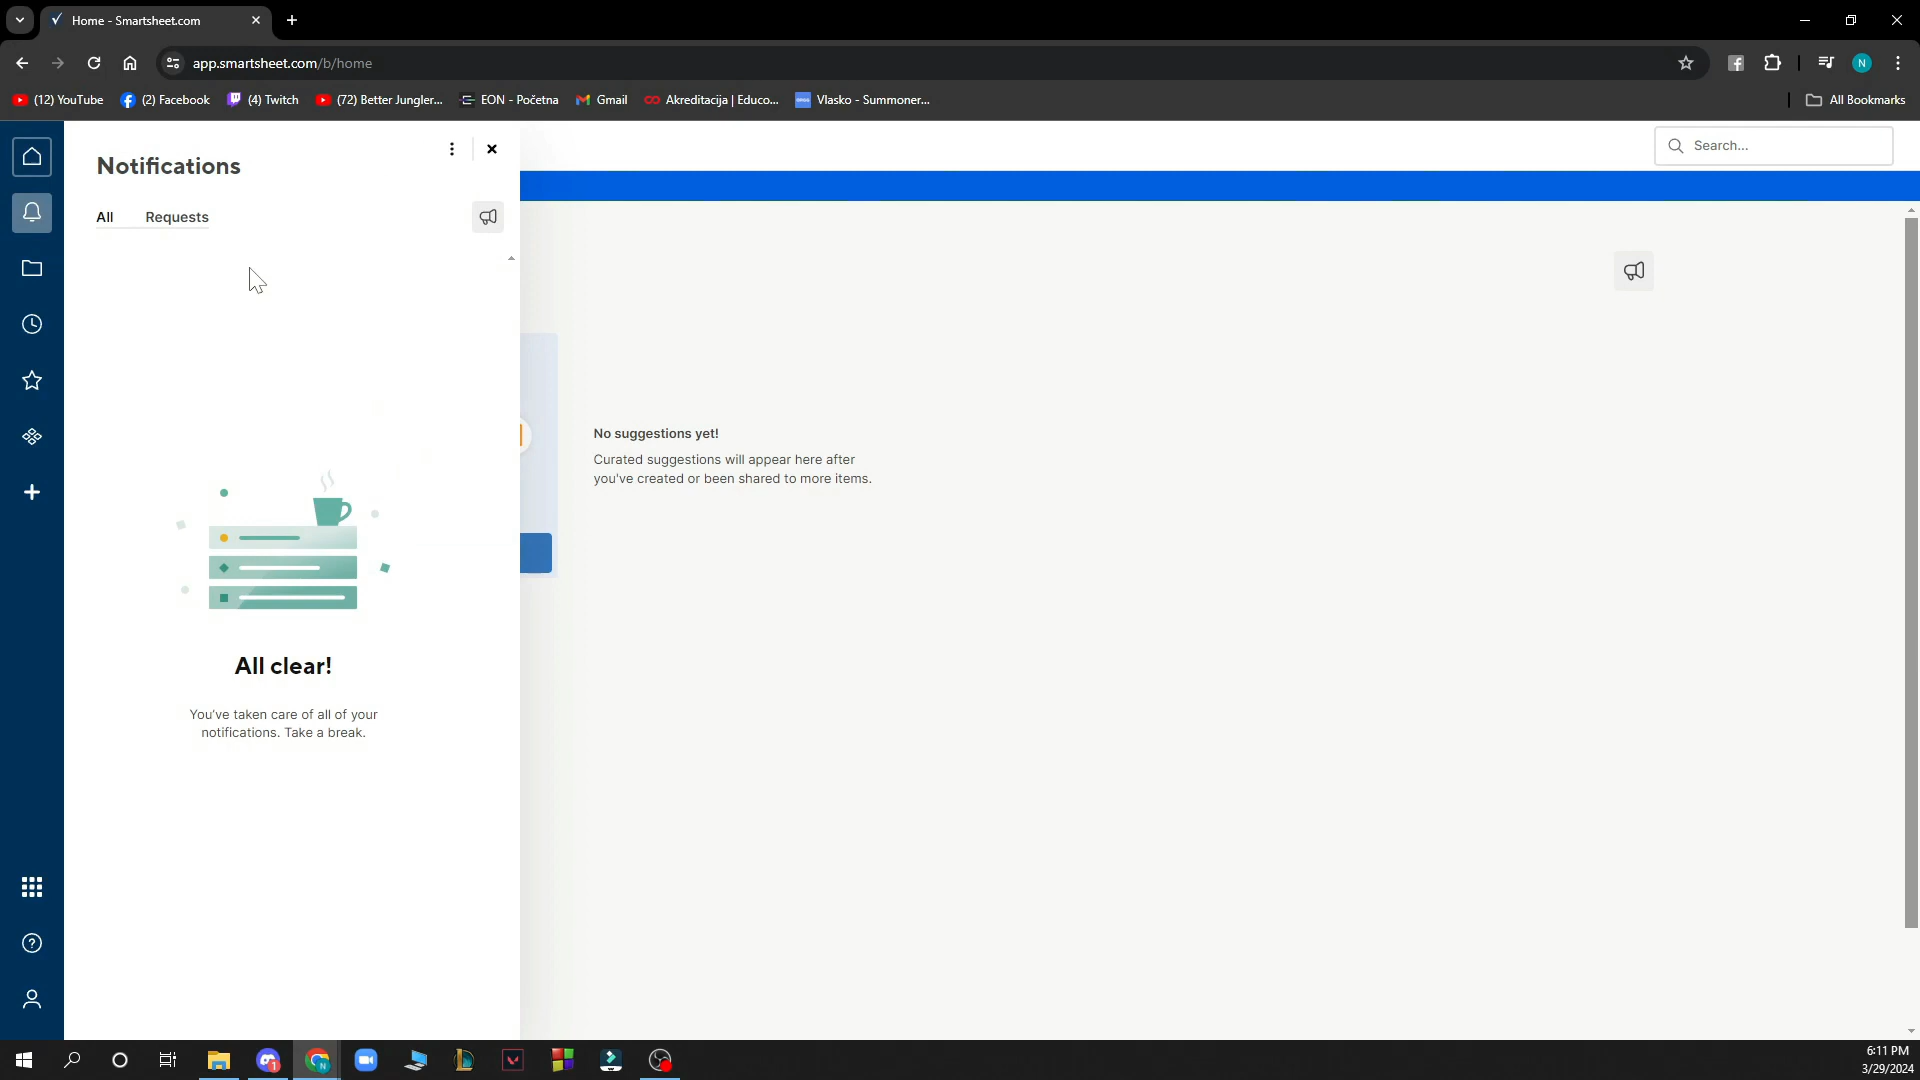 Home - Smartsheet.com
app.smartsheet.com/b/home
N
(12) YouTube
(2) Facebook
(4) Twitch
(72) Better Jungler...
EON - Početna
Gmail
Akreditacija | Educo...
Vlasko - Summoner...
All Bookmarks
Notifications
Search...
All
Requests
No suggestions yet!
Curated suggestions will appear here after
you've created or been shared to more items.
All clear!
You've taken care of all of your
notifications. Take a break.
6:11 PM
3/29/2024